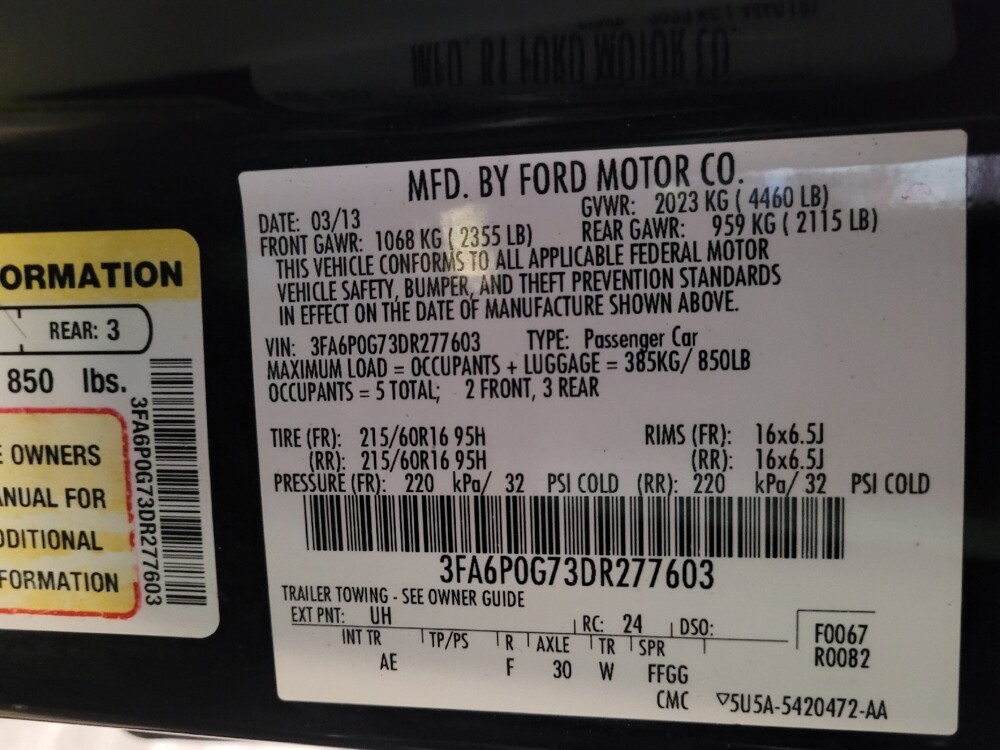 MFD. BY FORD MOTOR CO.
DATE: 03/13 GVWR: 2023 KG ( 4460 LB)
FRONT GAWR: 1068 KG ( 2355 LB) REAR GAWR: 959 KG ( 2115 LB)
THIS VEHICLE CONFORMS TO ALL APPLICABLE FEDERAL MOTOR
VEHICLE SAFETY, BUMPER, AND THEFT PREVENTION STANDARDS
IN EFFECT ON THE DATE OF MANUFACTURE SHOWN ABOVE.
VIN: 3FA6P0G73DR277603 TYPE: Passenger Car
MAXIMUM LOAD = OCCUPANTS + LUGGAGE = 385KG/ 850LB
OCCUPANTS = 5 TOTAL; 2 FRONT, 3 REAR
TIRE (FR): 215/60R16 95H RIMS (FR): 16x6.5J
(RR): 215/60R16 95H (RR): 16x6.5J
PRESSURE (FR): 220 kPa/ 32 PSI COLD (RR): 220 kPa/ 32 PSI COLD
3FA6P0G73DR277603
TRAILER TOWING - SEE OWNER GUIDE
EXT PNT: UH RC: 24 DSO:
INT TR TP/PS R AXLE TR SPR
AE F 30 W FFGG
CMC
F0067
R0082
▽5U5A-5420472-AA
ORMATION
REAR: 3
850 lbs.
3FA6P0G73DR277603
E OWNERS
ANUAL FOR
DDITIONAL
FORMATION